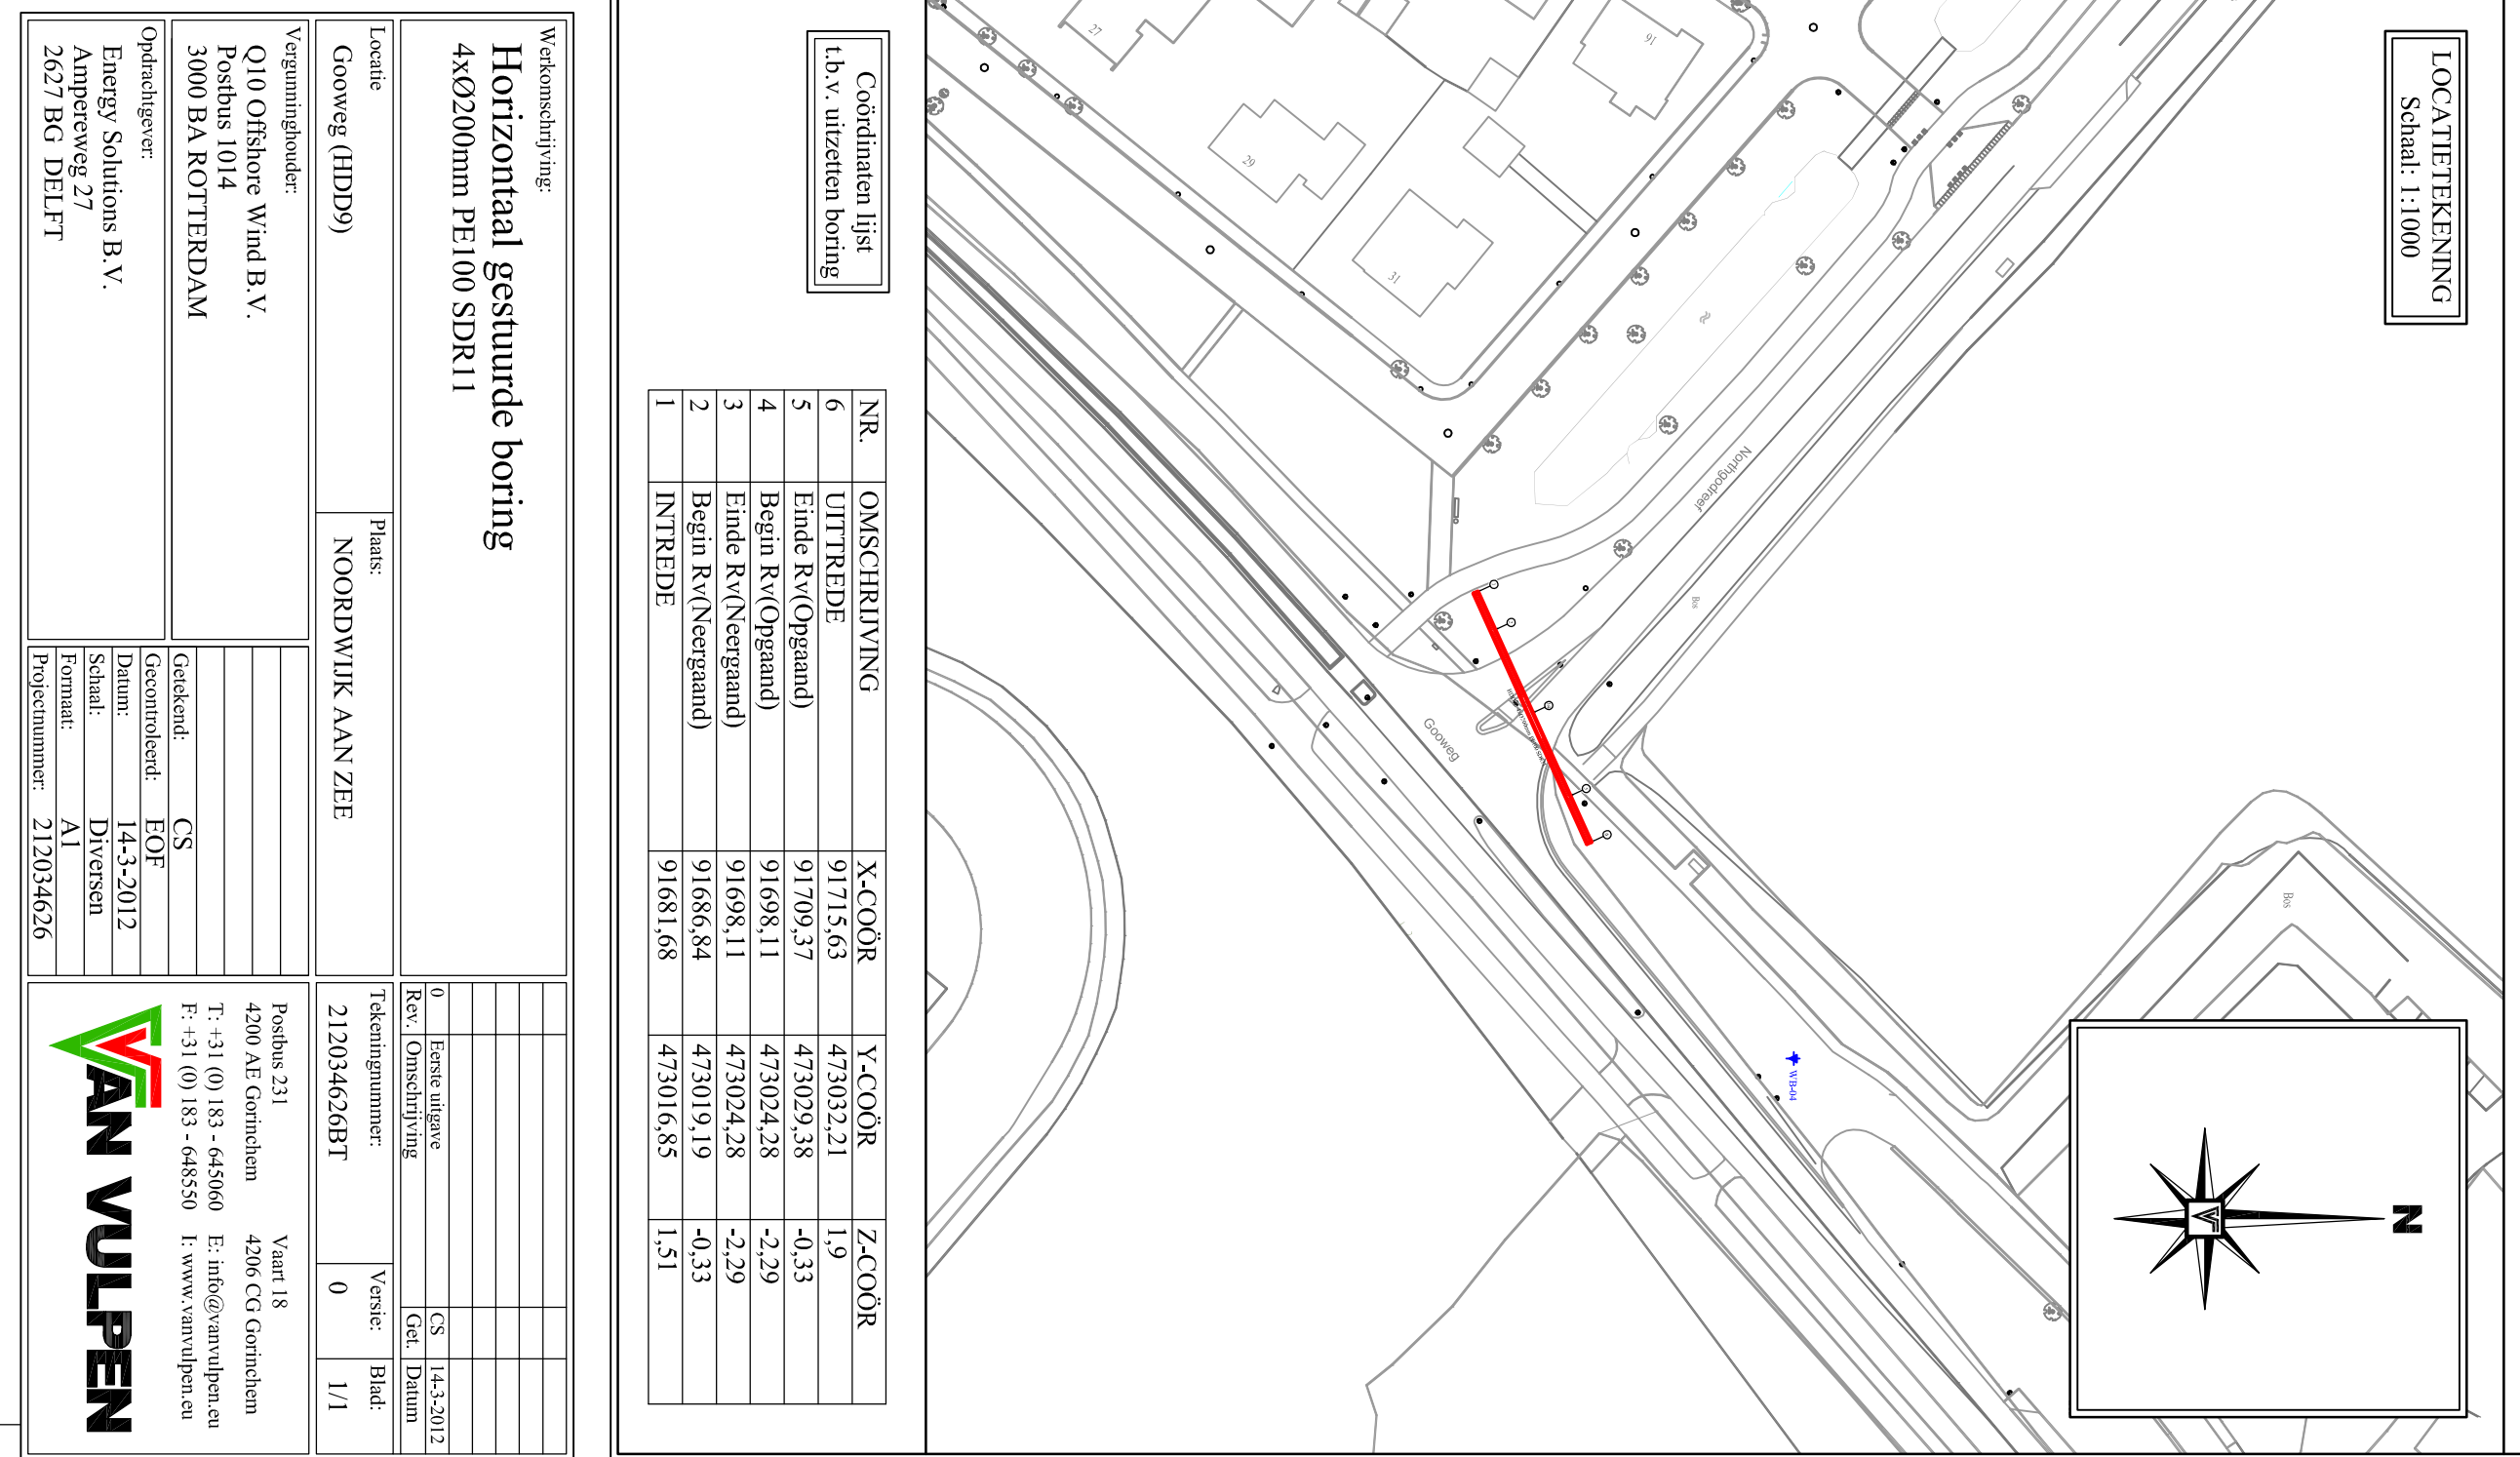 LOCATIETEKENING
Schaal: 1:1000
N
27
29
31
91
Northgodreef
Bos
Gooweg
Bos
WB-04
Coördinaten lijst
t.b.v. uitzetten boring
NR. OMSCHRIJVING X-COÖR Y-COÖR Z-COÖR
6 UITTREDE 91715,63 473032,21 1,9
5 Einde Rv(Opgaand) 91709,37 473029,38 -0,33
4 Begin Rv(Opgaand) 91698,11 473024,28 -2,29
3 Einde Rv(Neergaand) 91698,11 473024,28 -2,29
2 Begin Rv(Neergaand) 91686,84 473019,19 -0,33
1 INTREDE 91681,68 473016,85 1,51
Werkomschrijving:
Horizontaal gestuurde boring
4xØ200mm PE100 SDR11
Locatie
Gooweg (HDD9)
Plaats:
NOORDWIJK AAN ZEE
Vergunninghouder:
Q10 Offshore Wind B.V.
Postbus 1014
3000 BA ROTTERDAM
Opdrachtgever:
Energy Solutions B.V.
Ampereweg 27
2627 BG DELFT
Getekend: CS
Gecontroleerd: EOF
Datum: 14-3-2012
Schaal: Diversen
Formaat: A1
Projectnummer: 212034626
0 Eerste uitgave CS 14-3-2012
Rev. Omschrijving Get. Datum
Tekeningnummer:
212034626BT
Versie:
0
Blad:
1/1
Postbus 231 Vaart 18
4200 AE Gorinchem 4206 CG Gorinchem
T: +31 (0) 183 - 645060 E: info@vanvulpen.eu
F: +31 (0) 183 - 648550 I: www.vanvulpen.eu
VAN VULPEN